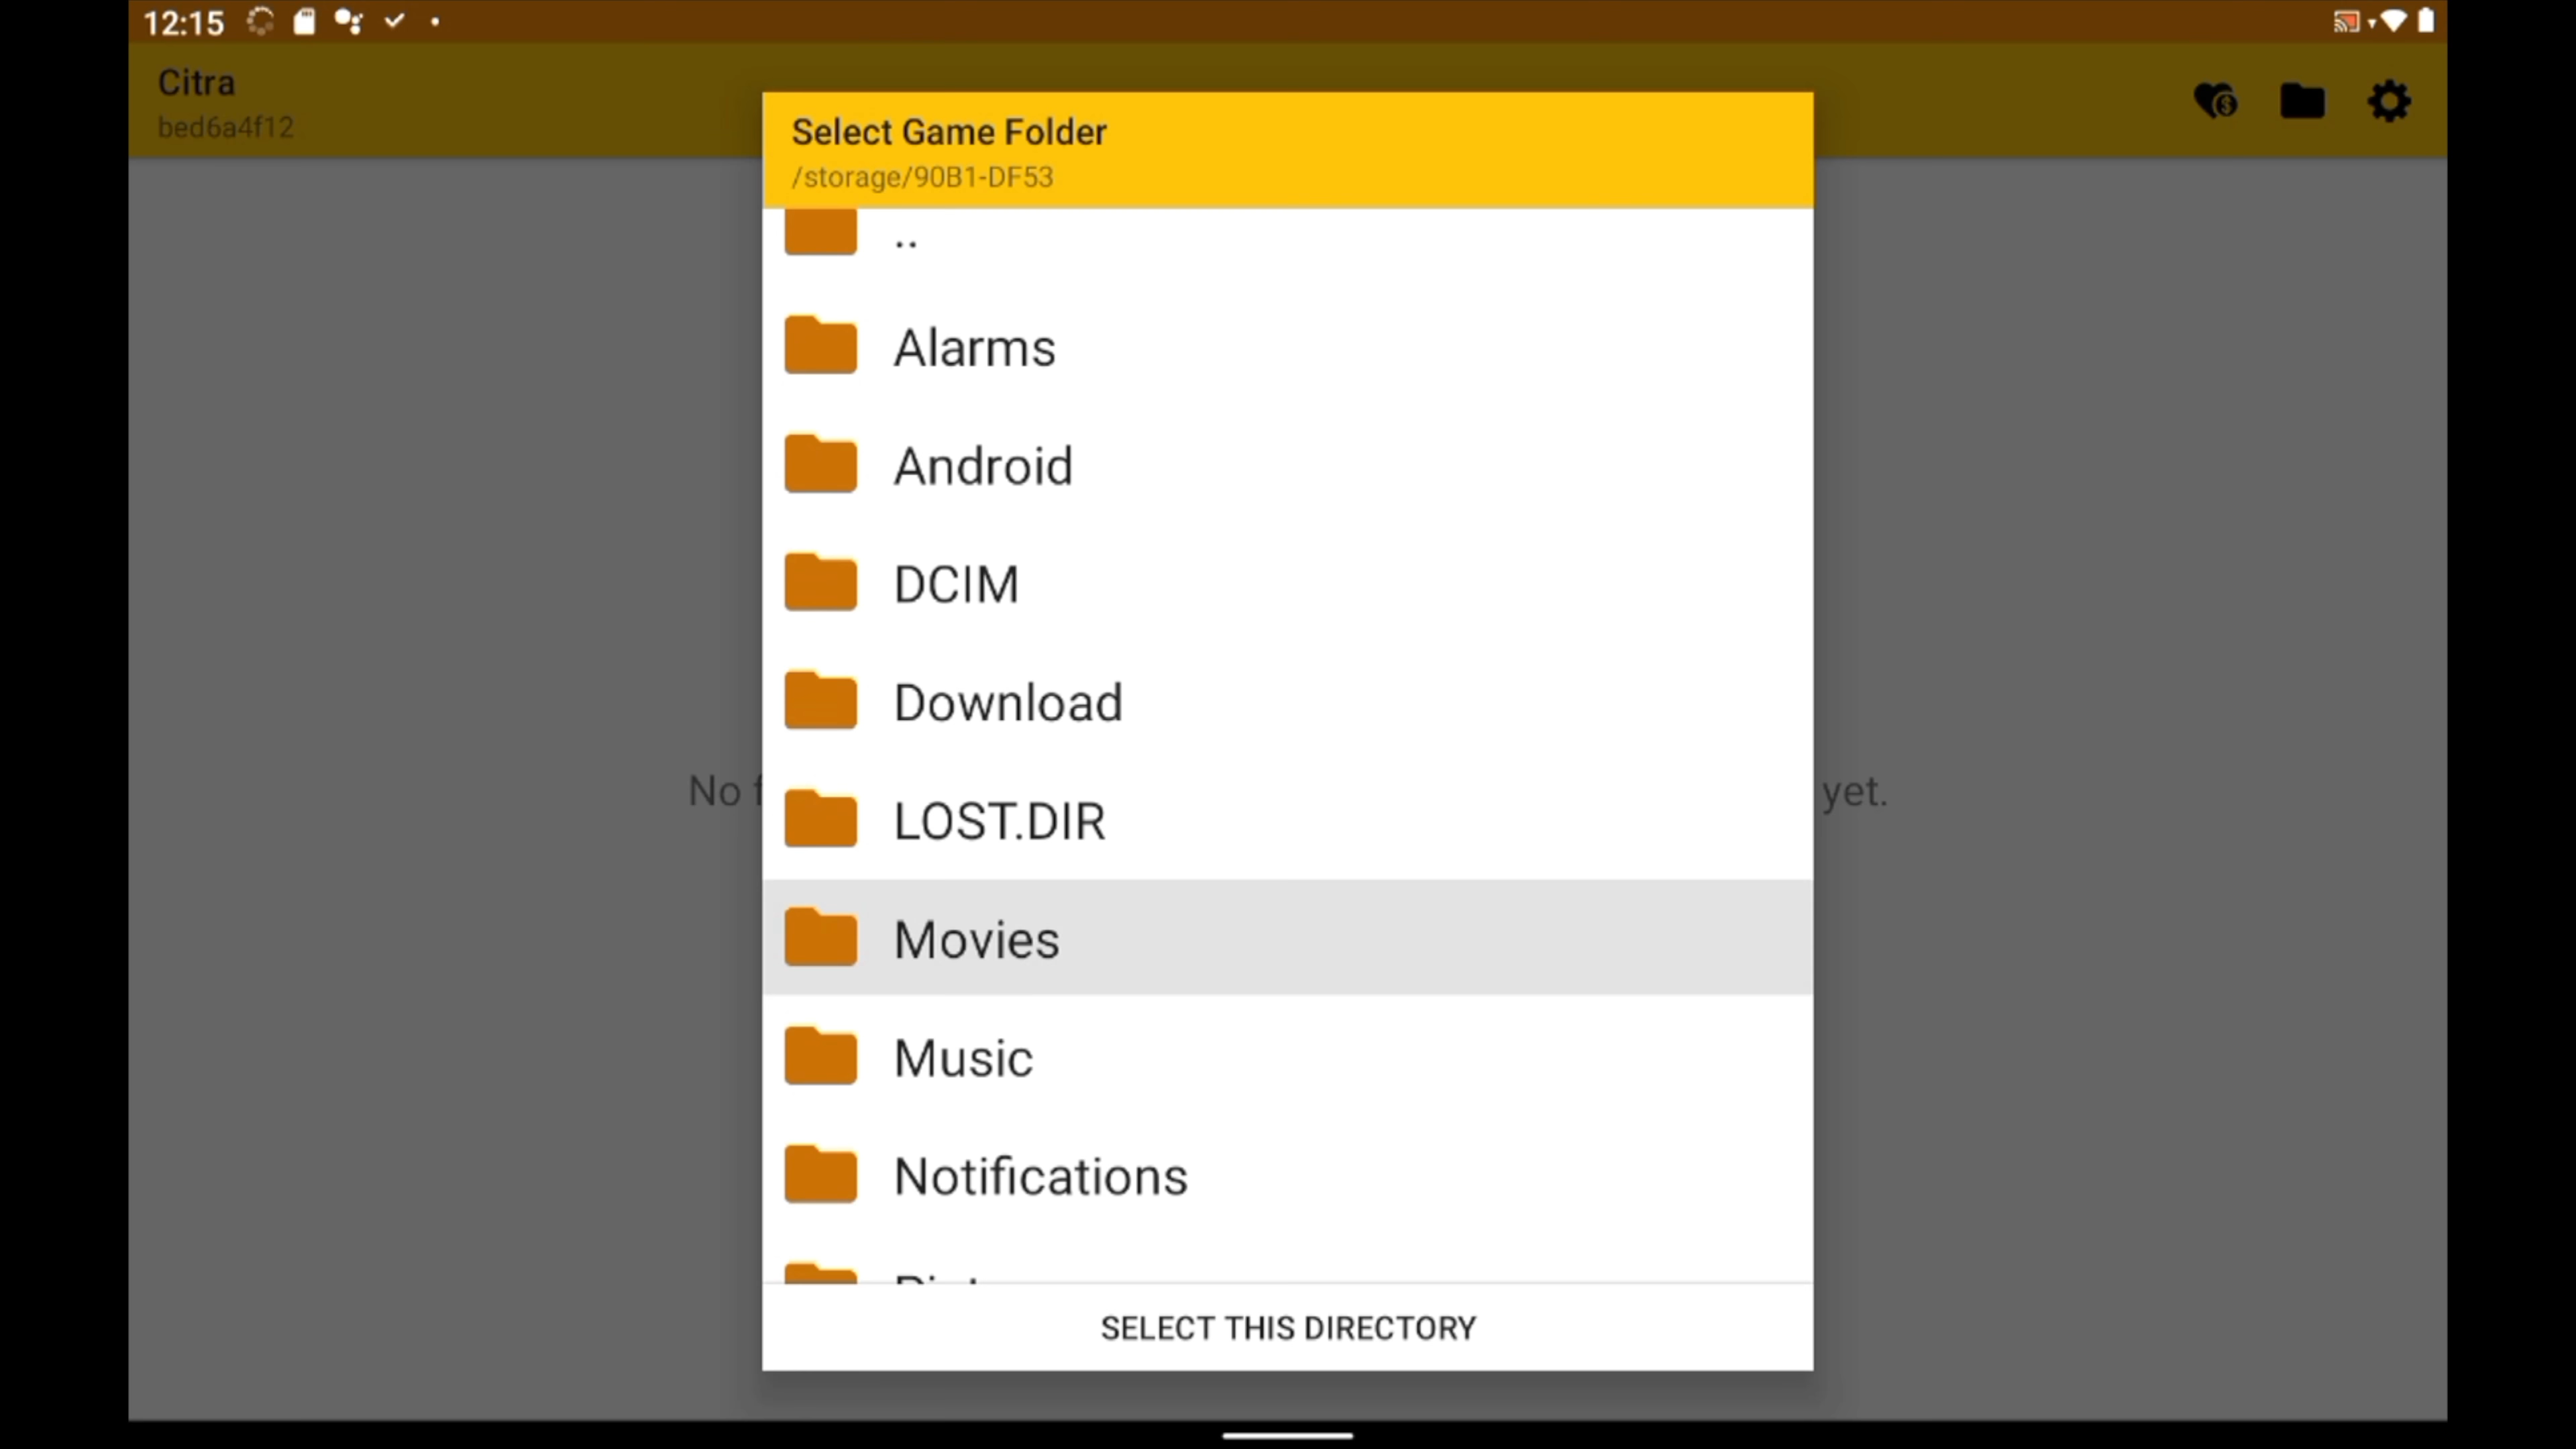 12:15
Citra
bed6a4f12
Select Game Folder
/storage/90B1-DF53
..
Alarms
Android
DCIM
Download
LOST.DIR
No
yet.
Movies
Music
Notifications
SELECT THIS DIRECTORY